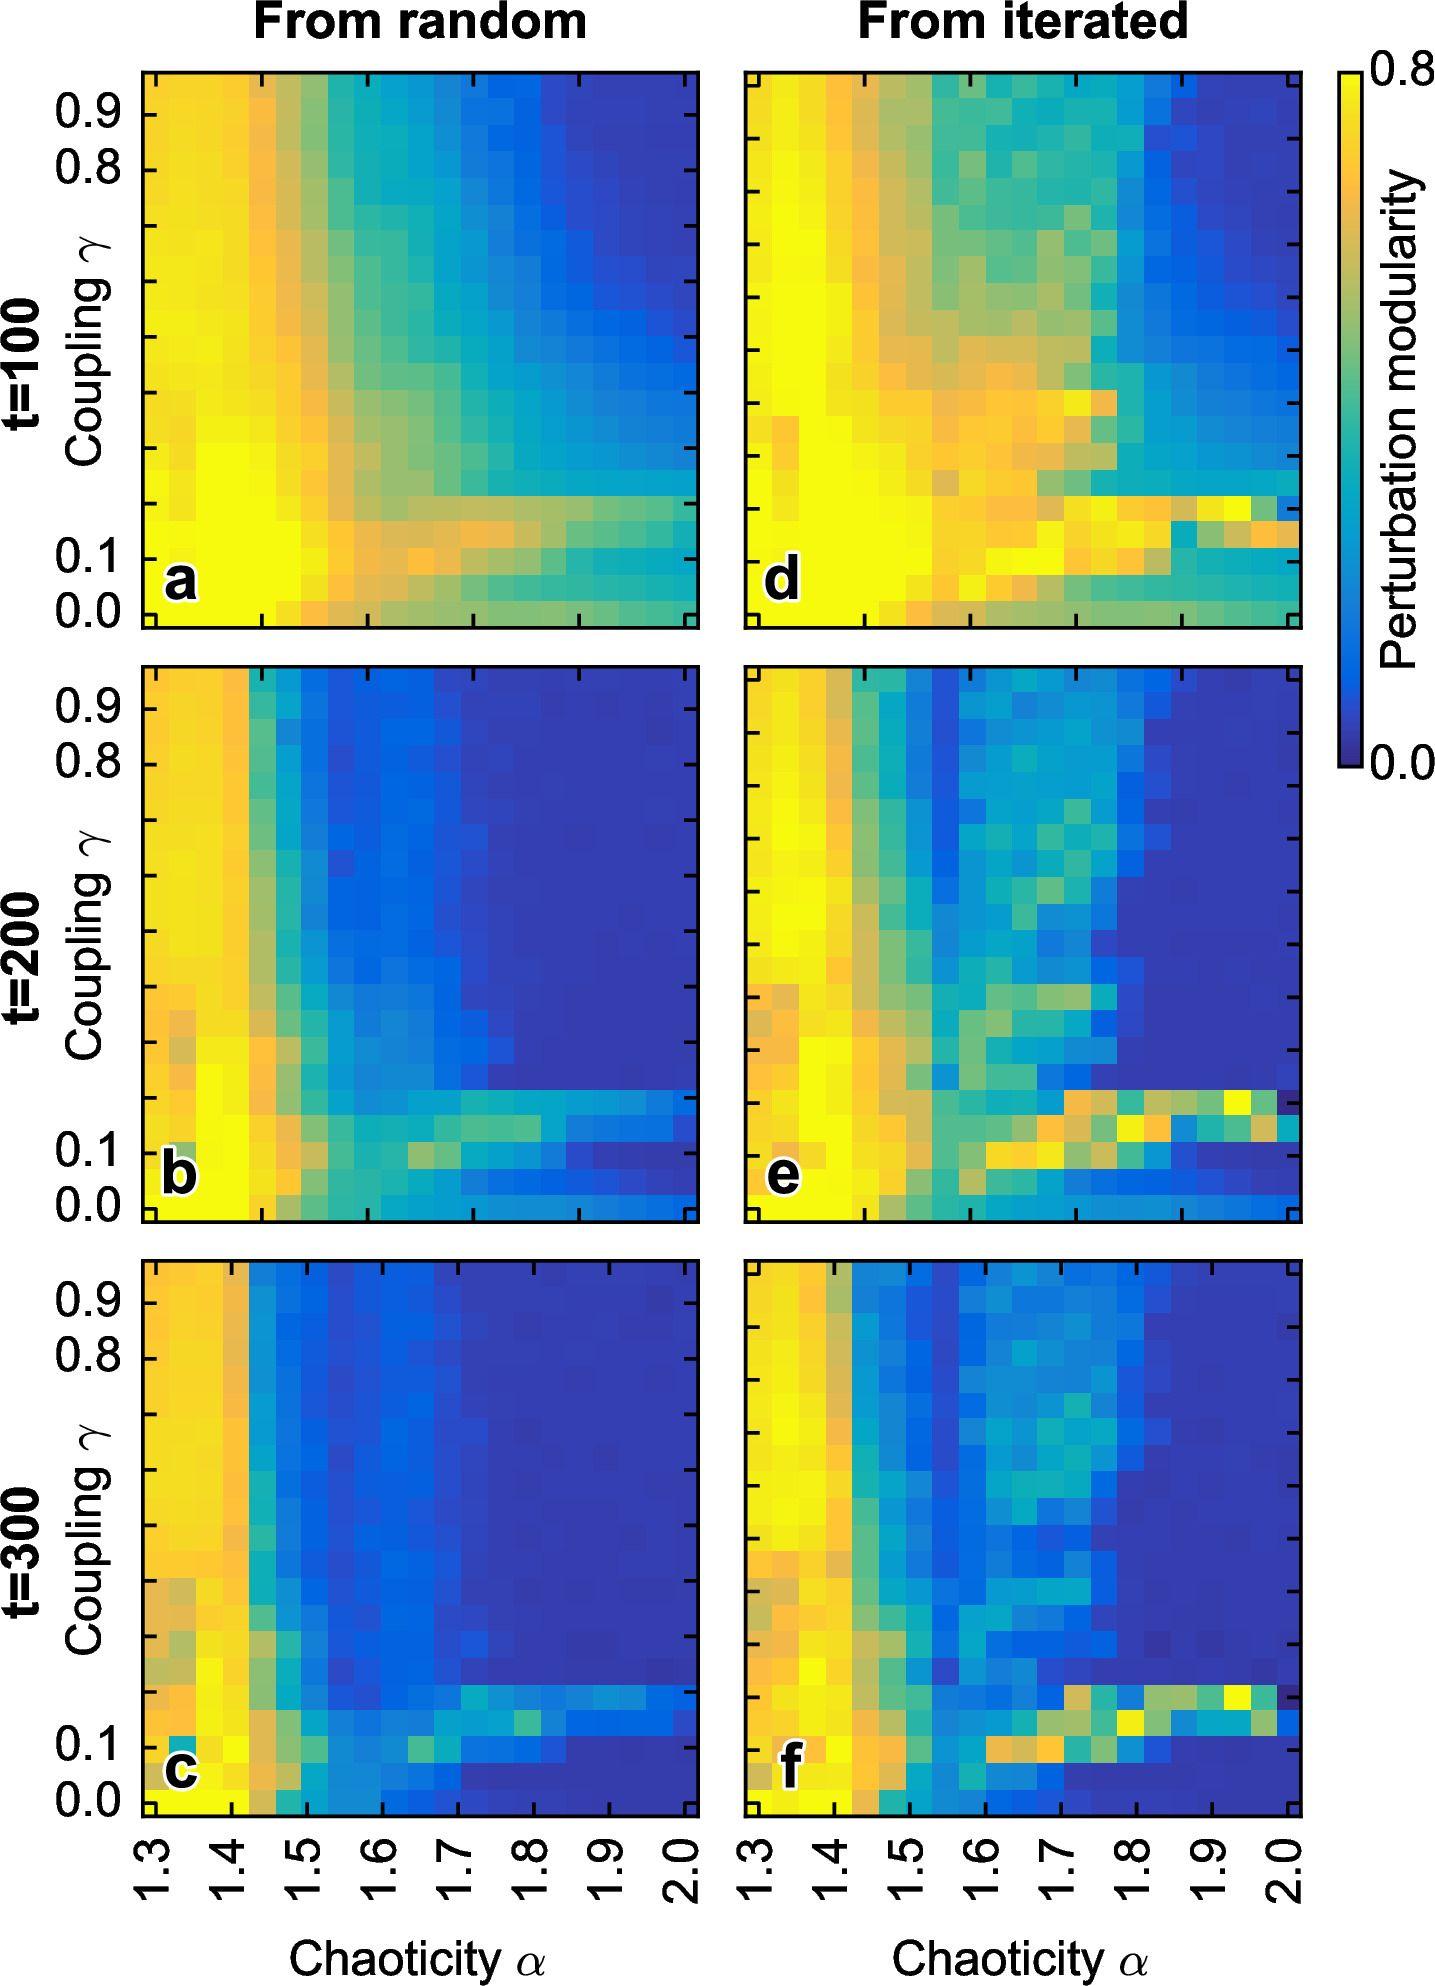 From random
From iterated
t=100
Coupling γ
0.9
0.8
0.1
0.0
a
d
0.8
Perturbation modularity
0.0
t=200
Coupling γ
0.9
0.8
0.1
0.0
b
e
t=300
Coupling γ
0.9
0.8
0.1
0.0
c
f
1.3 1.4 1.5 1.6 1.7 1.8 1.9 2.0
1.3 1.4 1.5 1.6 1.7 1.8 1.9 2.0
Chaoticity α
Chaoticity α